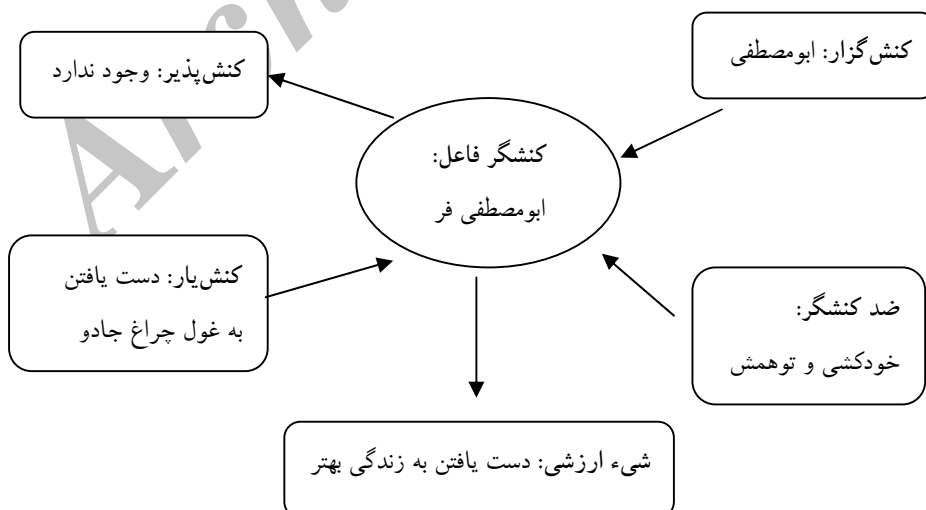 کنش‌گزار: ابومصطفی
کنش‌پذیر: وجود ندارد
کنشگر فاعل:
ابومصطفی فر
کنش‌یار: دست یافتن
به غول چراغ جادو
ضد کنشگر:
خودکشی و توهمش
شیء ارزشی: دست یافتن به زندگی بهتر